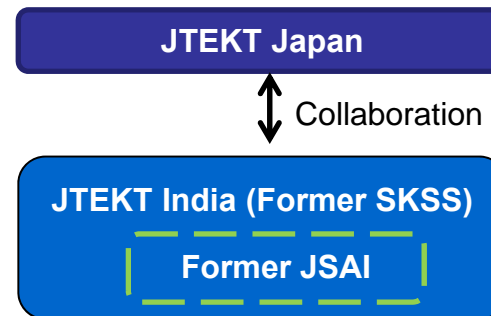 JTEKT Japan
Collaboration
JTEKT India (Former SKSS)
Former JSAI